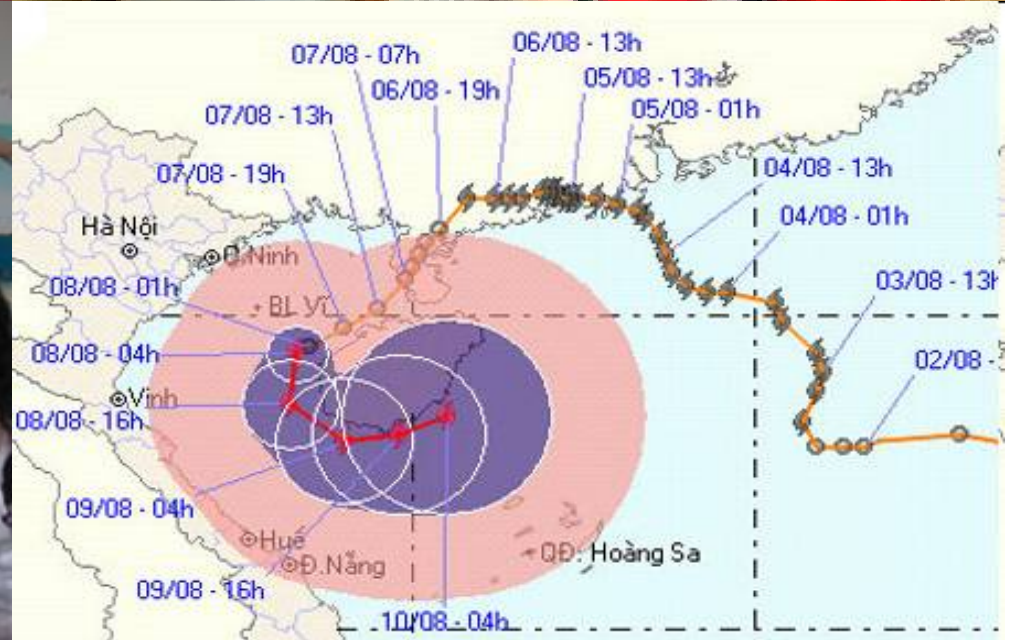 06/08 - 13h
07/08 - 07h
05/08 - 13h
06/08 - 19h
05/08 - 01h
07/08 - 13h
04/08 - 13h
07/08 - 19h
04/08 - 01h
Hà Nội
Q.Ninh
03/08 - 13h
08/08 - 01h
BL Vĩ
08/08 - 04h
02/08 -
Vinh
08/08 - 16h
09/08 - 04h
Huế
QĐ: Hoàng Sa
Đ.Nẵng
09/08 - 16h
10/08 - 04h